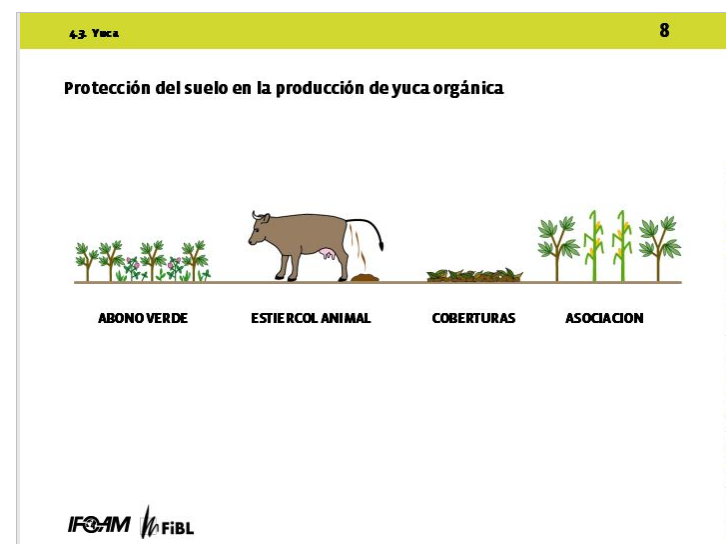 4.3. Yuca
8
Protección del suelo en la producción de yuca orgánica
ABONO VERDE
ESTIERCOL ANIMAL
COBERTURAS
ASOCIACION
IFOAM
FiBL